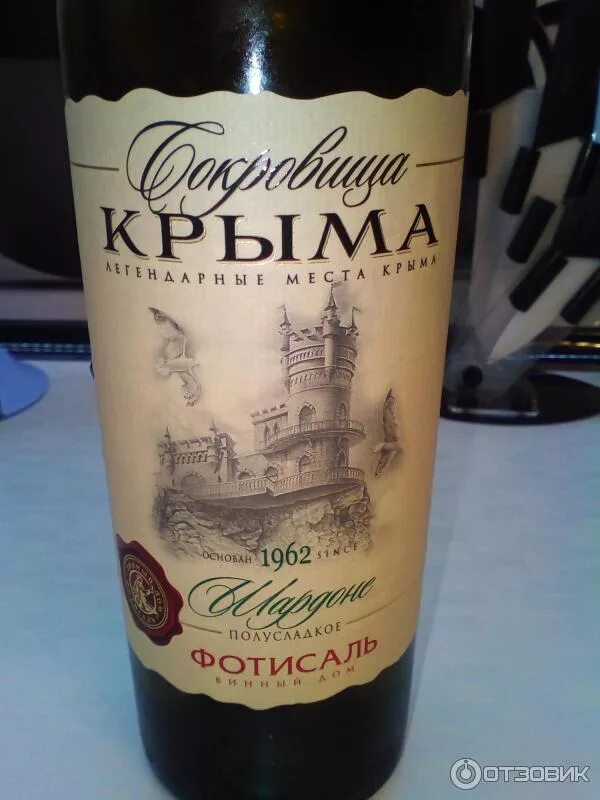 Сокровища
КРЫМА
ЛЕГЕНДАРНЫЕ МЕСТА КРЫМА
ОСНОВАН 1962 SINCE
Шардоне
ПОЛУСЛАДКОЕ
ФОТИСАЛЬ
ВИННЫЙ ДОМ
ОТЗОВИК